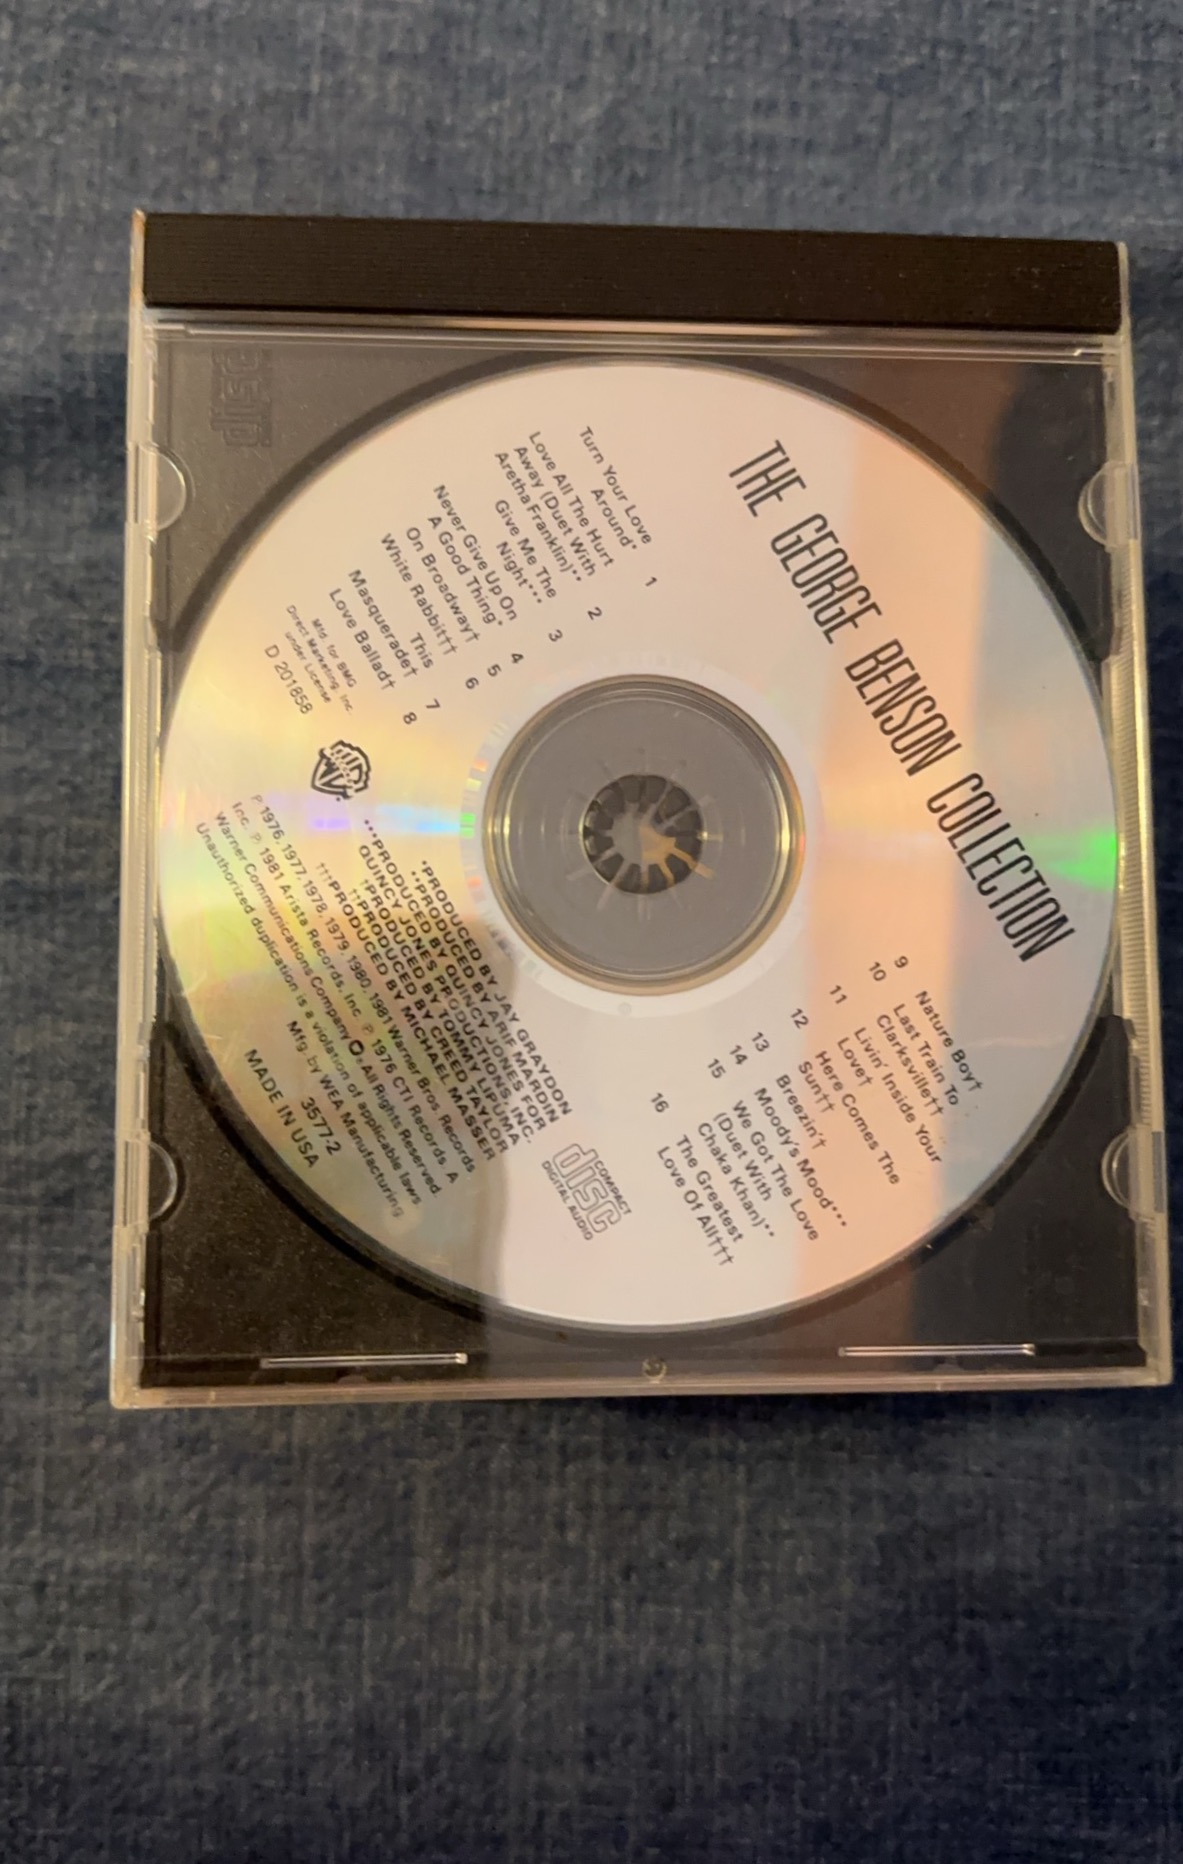 THE GEORGE BENSON COLLECTION
Turn Your Love
Around* 1
Love All The Hurt
Away (Duet With
Aretha Franklin)** 2
Give Me The
Night*** 3
Never Give Up On
A Good Thing* 4
On Broadway† 5
White Rabbit†† 6
This
Masquerade† 7
Love Ballad† 8
Mfd. for BMG
Direct Marketing, Inc.
under License
D 201858
9 Nature Boy†
10 Last Train To
Clarksville††
11 Livin' Inside Your
Love†
12 Here Comes The
Sun††
13 Breezin'†
14 Moody's Mood***
15 We Got The Love
(Duet With
Chaka Khan)**
16 The Greatest
Love Of All†††
*PRODUCED BY JAY GRAYDON
**PRODUCED BY ARIF MARDIN
***PRODUCED BY QUINCY JONES FOR
QUINCY JONES PRODUCTIONS, INC.
†PRODUCED BY TOMMY LIPUMA
††PRODUCED BY CREED TAYLOR
†††PRODUCED BY MICHAEL MASSER
℗ 1976, 1977, 1978, 1979, 1980, 1981 Warner Bros. Records
Inc. ℗ 1981 Arista Records, Inc. ℗ 1976 CTI Records. A
Warner Communications Company. All Rights Reserved
Unauthorized duplication is a violation of applicable laws
Mfg. by WEA Manufacturing
3577-2
MADE IN USA
COMPACT
disc
DIGITAL AUDIO
disc